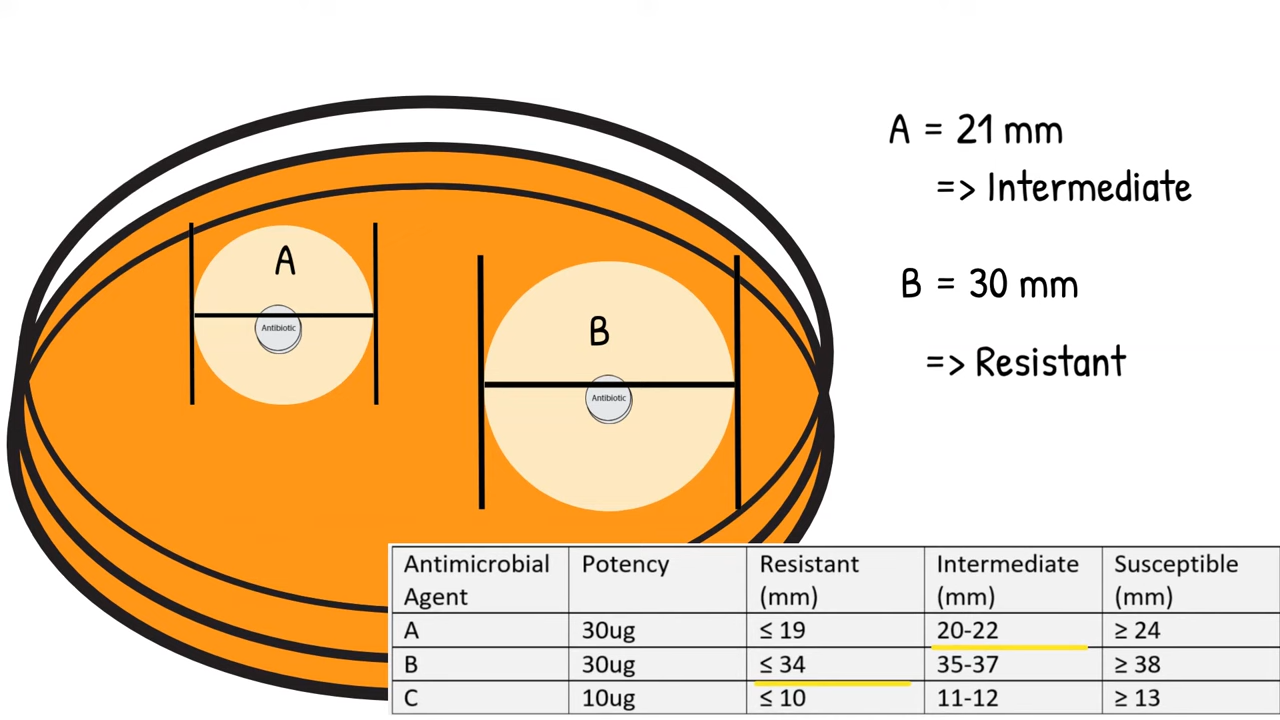 A = 21 mm
=> Intermediate
B = 30 mm
=> Resistant
A
Antibiotic
B
Antibiotic
Antimicrobial Agent Potency Resistant (mm) Intermediate (mm) Susceptible (mm)
A 30ug ≤ 19 20-22 ≥ 24
B 30ug ≤ 34 35-37 ≥ 38
C 10ug ≤ 10 11-12 ≥ 13